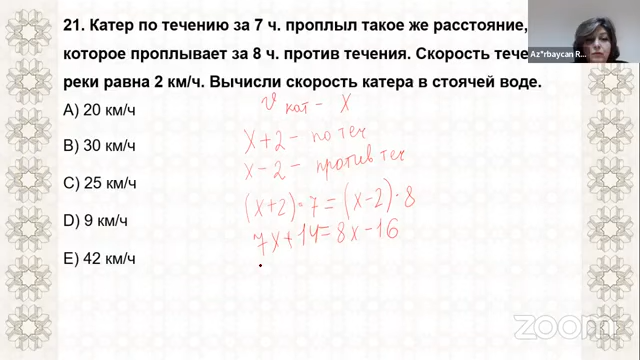 21. Катер по течению за 7 ч. проплыл такое же расстояние,
которое проплывает за 8 ч. против течения. Скорость
реки равна 2 км/ч. Вычисли скорость катера в стоячей воде.
A) 20 км/ч
B) 30 км/ч
C) 25 км/ч
D) 9 км/ч
E) 42 км/ч
v кат - x
x+2 - по теч
x-2 - против теч
(x+2)·7=(x-2)·8
7x+14=8x-16
Az*rbaycan R...
zoom